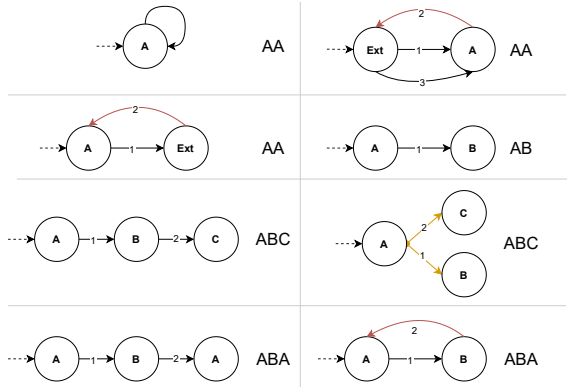 A AA
Ext 1 A 2 3 AA
A 1 Ext 2 AA
A 1 B AB
A 1 B 2 C ABC
A 2 C 1 B ABC
A 1 B 2 A ABA
A 1 B 2 ABA